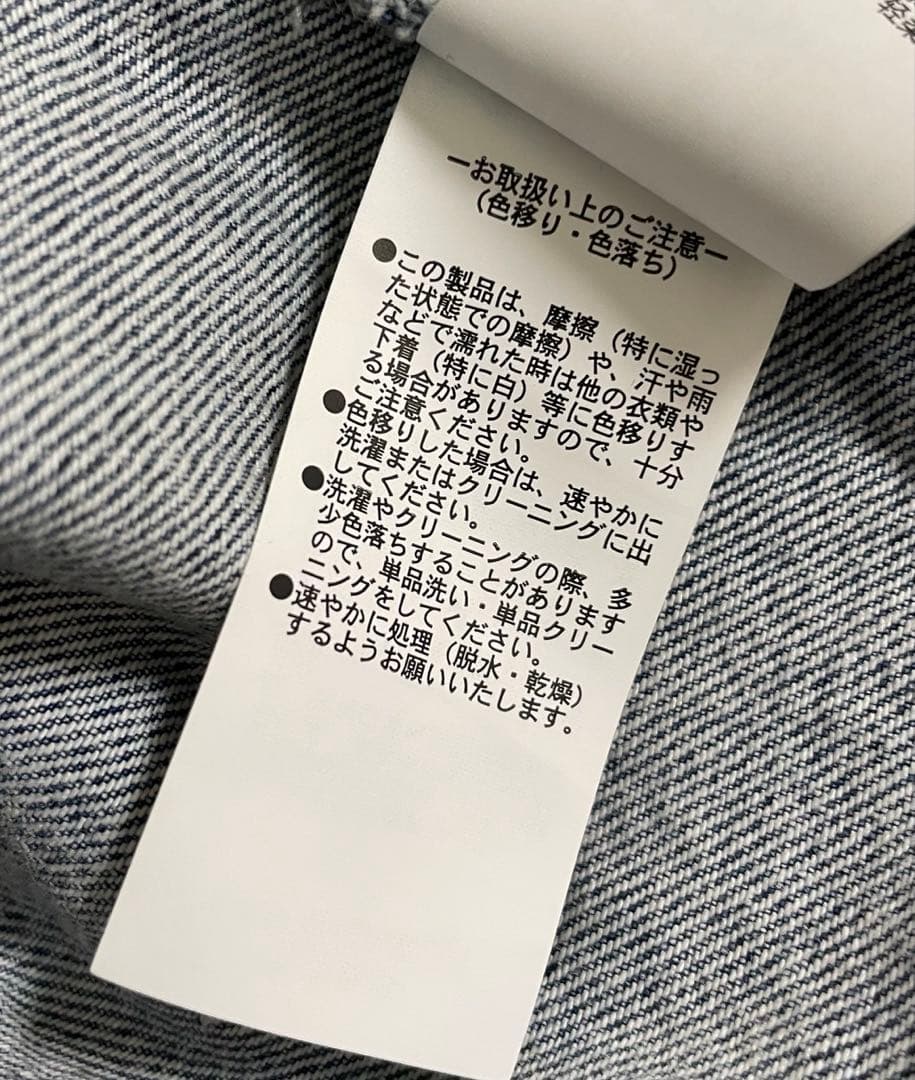 ーお取扱い上のご注意ー
（色移り・色落ち）
●この製品は、摩擦（特に湿っ
た状態での摩擦）や、汗や雨
などで濡れた時は他の衣類や
下着（特に白）等に色移りす
る場合がありますので、十分
ご注意ください。
●色移りした場合は、速やかに
洗濯またはクリーニングに出
してください。
●洗濯やクリーニングの際、多
少色落ちすることがあります
ので、単品洗い・単品クリー
ニングをしてください。
●速やかに処理（脱水・乾燥）
するようお願いいたします。